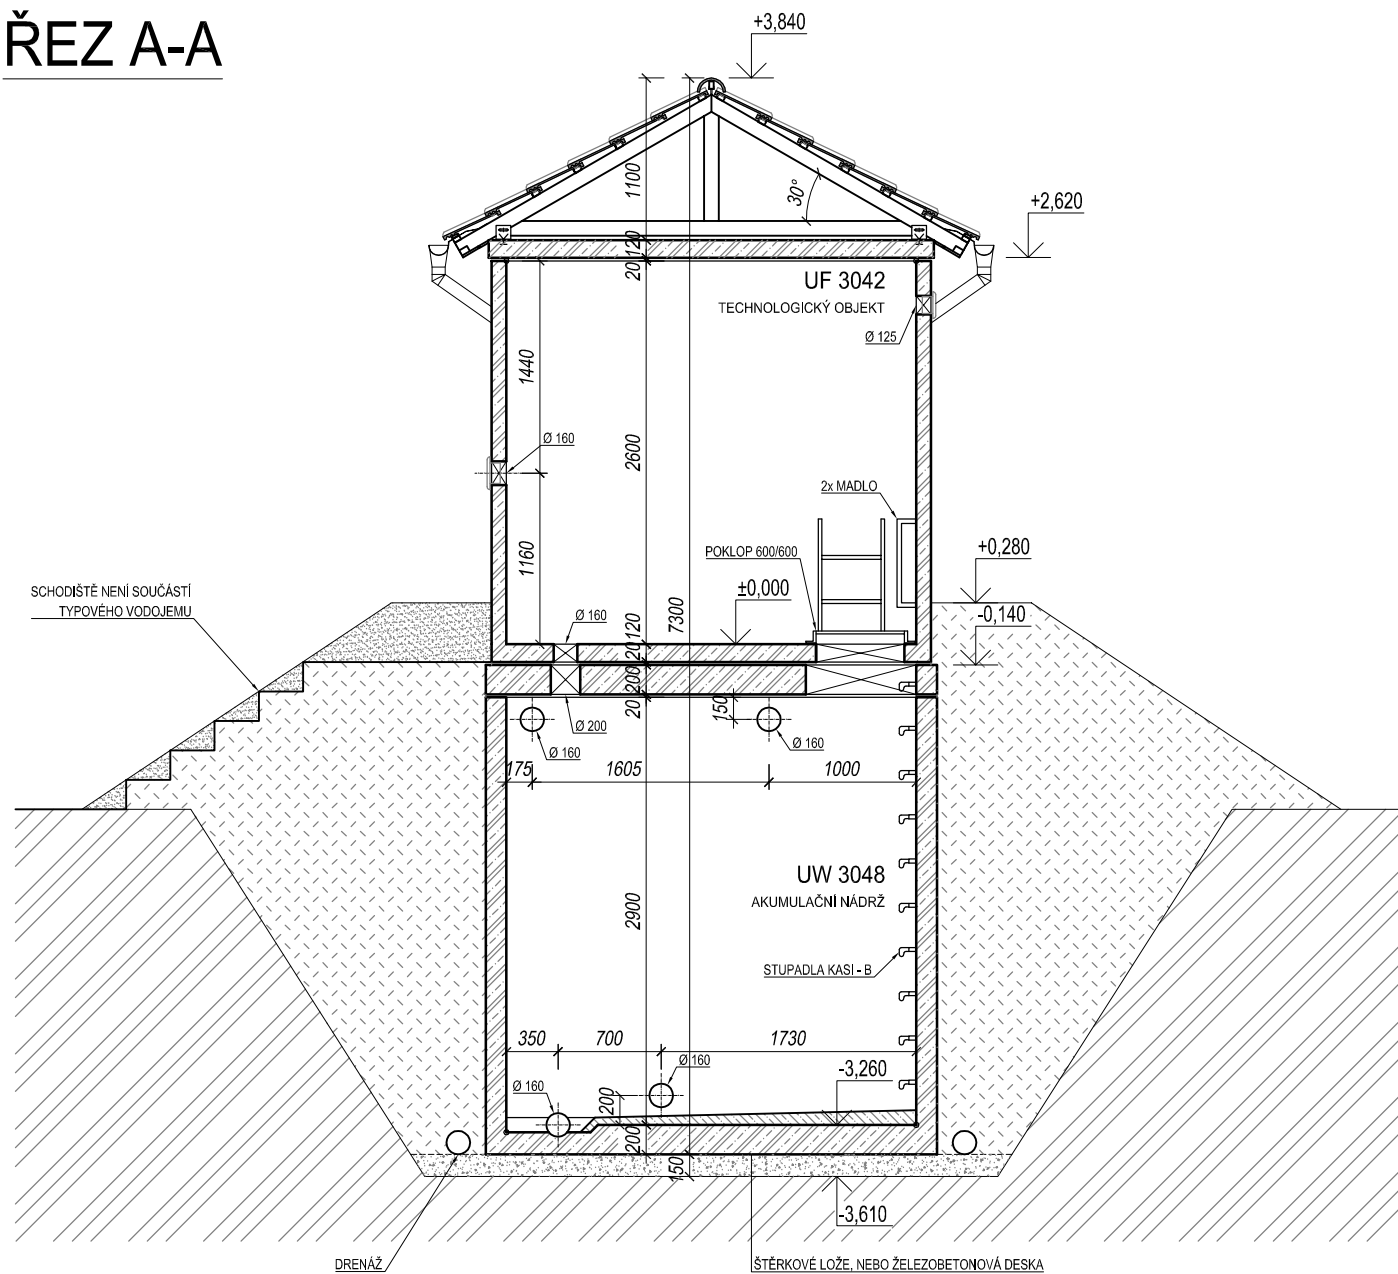 ŘEZ A-A
+3,840
1100
30°
+2,620
120
20
UF 3042
TECHNOLOGICKÝ OBJEKT
Ø 125
1440
Ø 160
2600
2x MADLO
POKLOP 600/600
+0,280
1160
±0,000
SCHODIŠTĚ NENÍ SOUČÁSTÍ
TYPOVÉHO VODOJEMU
-0,140
Ø 160
120
7300
20
200
20
150
Ø 200
Ø 160
Ø 160
175
1605
1000
UW 3048
AKUMULAČNÍ NÁDRŽ
2900
STUPADLA KASI - B
350
700
1730
Ø 160
-3,260
Ø 160
200
200
150
-3,610
DRENÁŽ
ŠTĚRKOVÉ LOŽE, NEBO ŽELEZOBETONOVÁ DESKA